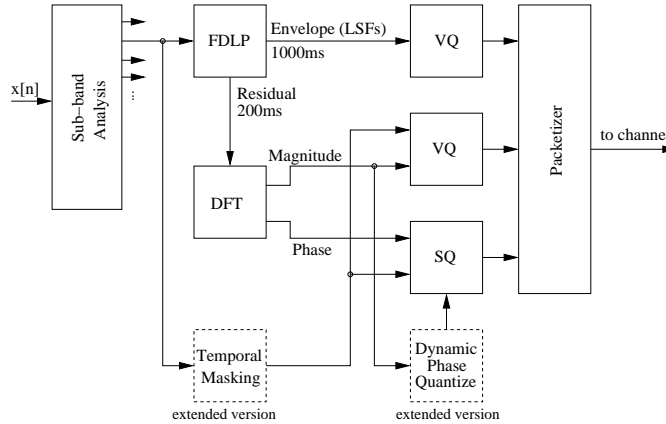 x[n]
Sub-band
Analysis
...
FDLP
Envelope (LSFs)
1000ms
VQ
Residual
200ms
DFT
Magnitude
Phase
VQ
SQ
Packetizer
to channel
Temporal
Masking
extended version
Dynamic
Phase
Quantize
extended version